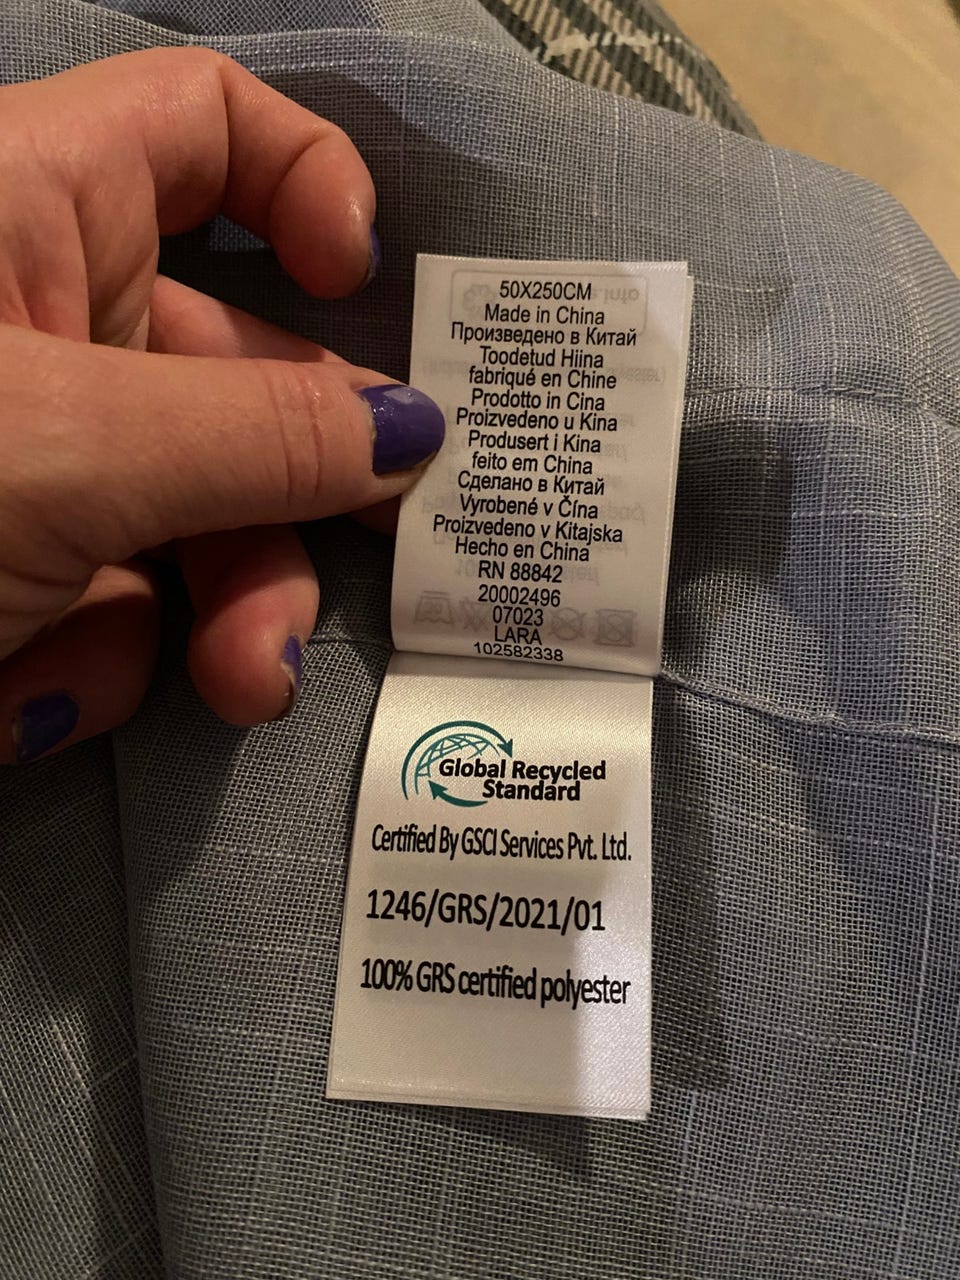 50X250CM
Made in China
Произведено в Китай
Toodetud Hiina
fabriqué en Chine
Prodotto in Cina
Proizvedeno u Kina
Produsert i Kina
feito em China
Сделано в Китай
Vyrobené v Čína
Proizvedeno v Kitajska
Hecho en China
RN 88842
20002496
07023
LARA
102582338
Global Recycled
Standard
Certified By GSCI Services Pvt. Ltd.
1246/GRS/2021/01
100% GRS certified polyester